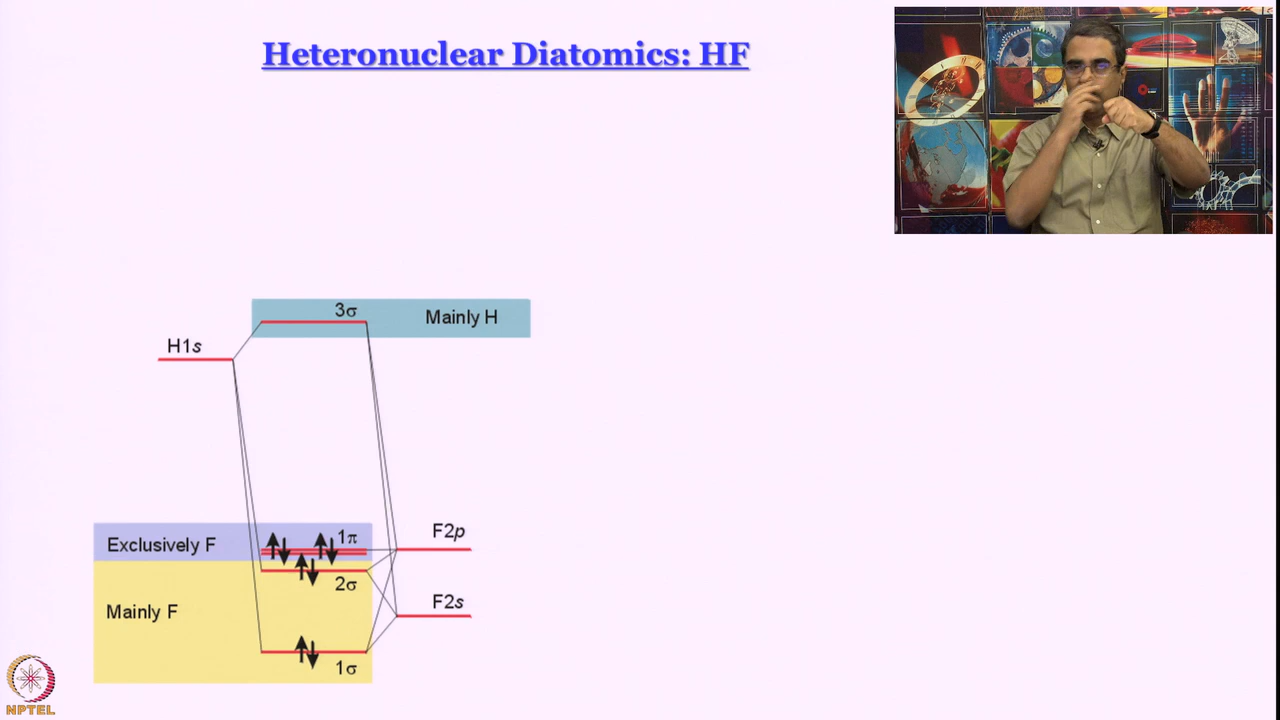 Heteronuclear Diatomics: HF
3σ
Mainly H
H1s
Exclusively F
1π
F2p
2σ
F2s
Mainly F
1σ
NPTEL